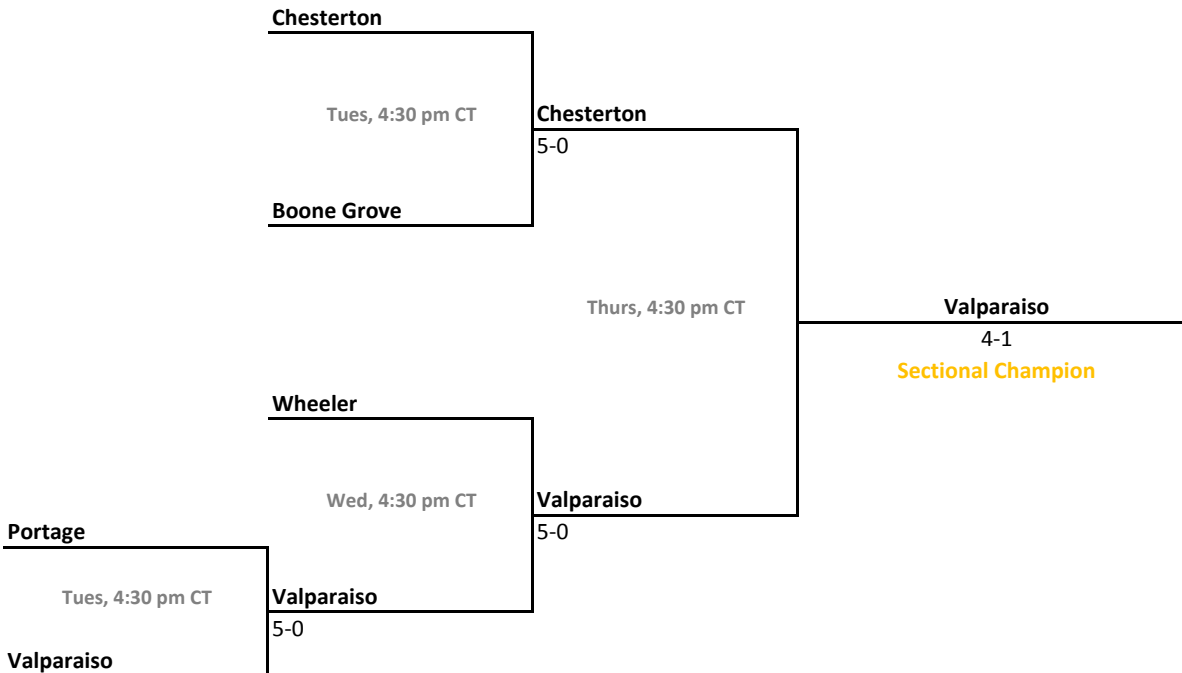 Chesterton
Tues, 4:30 pm CT
Chesterton
5-0
Boone Grove
Thurs, 4:30 pm CT
Valparaiso
4-1
Sectional Champion
Wheeler
Wed, 4:30 pm CT
Valparaiso
5-0
Portage
Tues, 4:30 pm CT
Valparaiso
5-0
Valparaiso